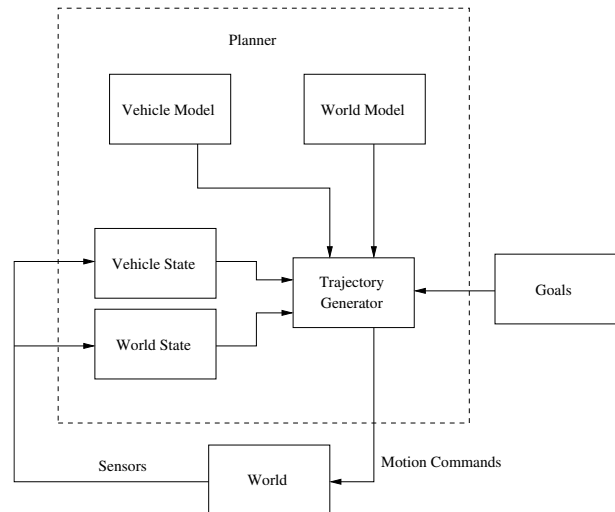 Planner
Vehicle Model
World Model
Vehicle State
Trajectory
Generator
Goals
World State
Sensors
Motion Commands
World